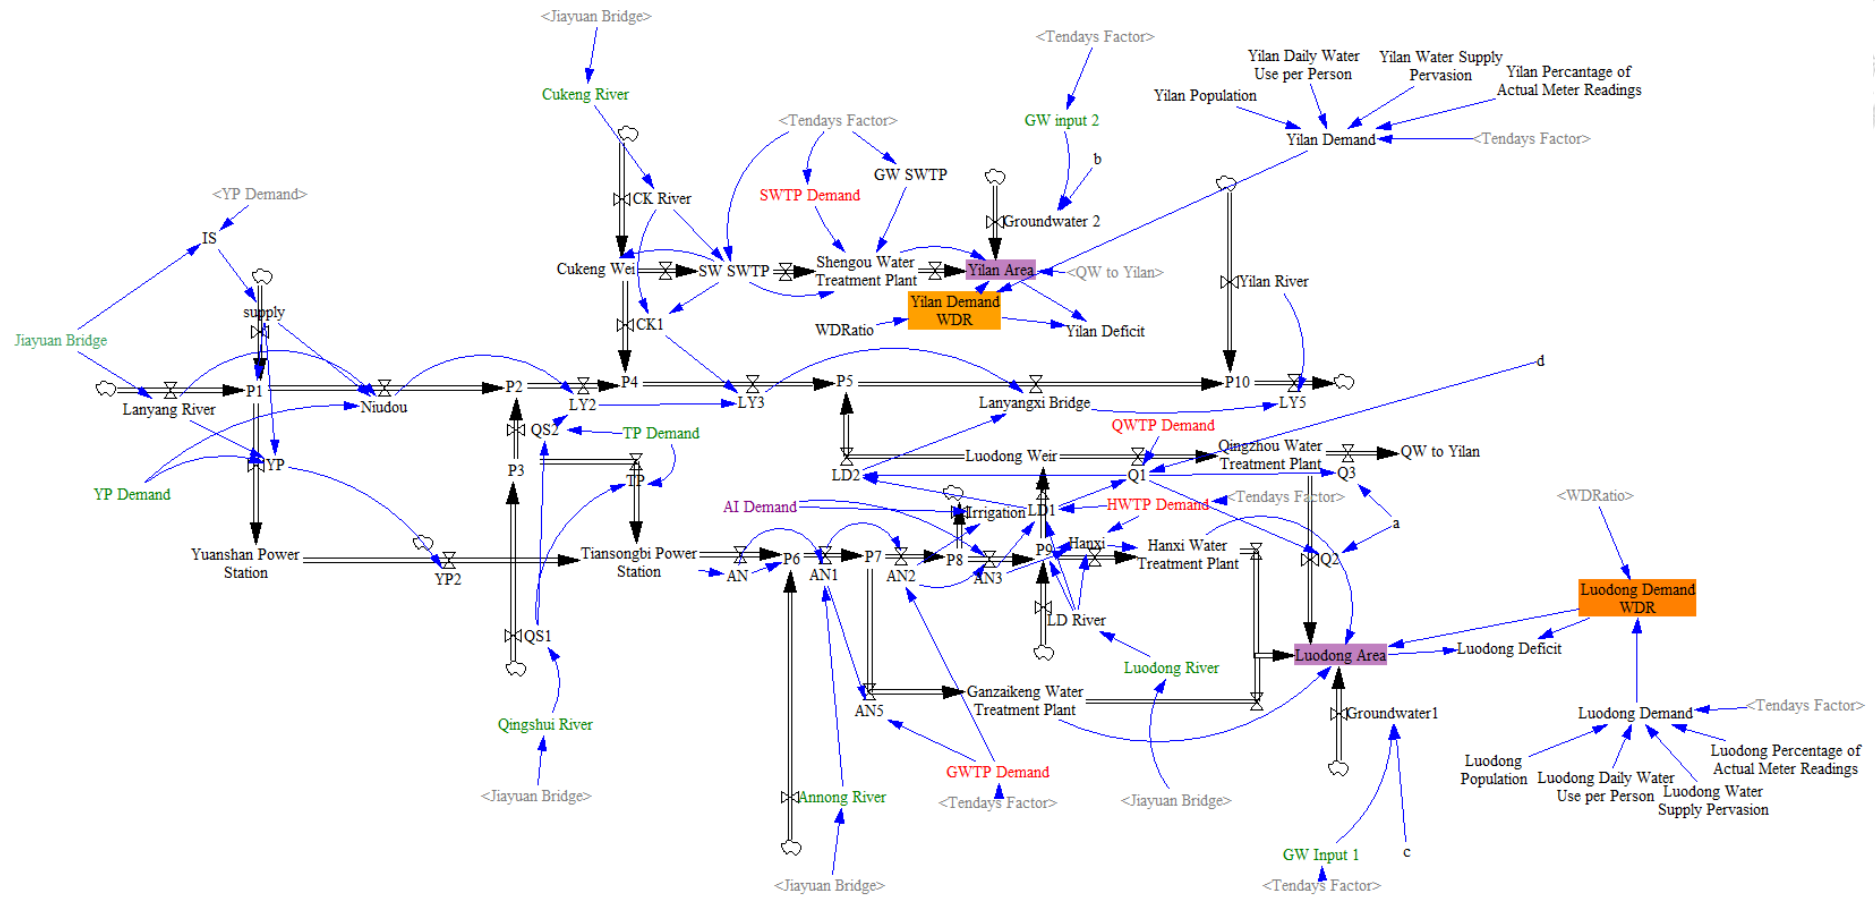 <Jiayuan Bridge>
<Tendays Factor>
Yilan Daily Water
Use per Person
Yilan Water Supply
Pervasion
Yilan Percantage of
Actual Meter Readings
Cukeng River
Yilan Population
<Tendays Factor>
GW input 2
Yilan Demand
<Tendays Factor>
b
GW SWTP
<YP Demand>
SWTP Demand
CK River
Groundwater 2
IS
Cukeng Wei
SW SWTP
Shengou Water
Treatment Plant
Yilan Area
<QW to Yilan>
Yilan River
supply
Yilan Demand
WDR
WDRatio
Yilan Deficit
CK1
Jiayuan Bridge
d
P1
P2
P4
P5
P10
Lanyang River
Niudou
LY2
LY3
Lanyangxi Bridge
LY5
QS2
TP Demand
QWTP Demand
Qingzhou Water
Treatment Plant
QW to Yilan
YP
P3
Luodong Weir
TP
LD2
Q1
Q3
YP Demand
AI Demand
Irrigation
LD1
HWTP Demand
<Tendays Factor>
<WDRatio>
a
Yuanshan Power
Station
YP2
Tiansongbi Power
Station
AN
P6
AN1
P7
AN2
P8
AN3
P9
Hanxi
Hanxi Water
Treatment Plant
Q2
Luodong Demand
WDR
QS1
LD River
Luodong Area
Luodong Deficit
Luodong River
Ganzaikeng Water
Treatment Plant
AN5
Qingshui River
Groundwater1
Luodong Demand
<Tendays Factor>
Luodong
Population
Luodong Daily Water
Use per Person
Luodong Water
Supply Pervasion
Luodong Percentage of
Actual Meter Readings
GWTP Demand
<Jiayuan Bridge>
Annong River
<Tendays Factor>
<Jiayuan Bridge>
GW Input 1
c
<Jiayuan Bridge>
<Tendays Factor>